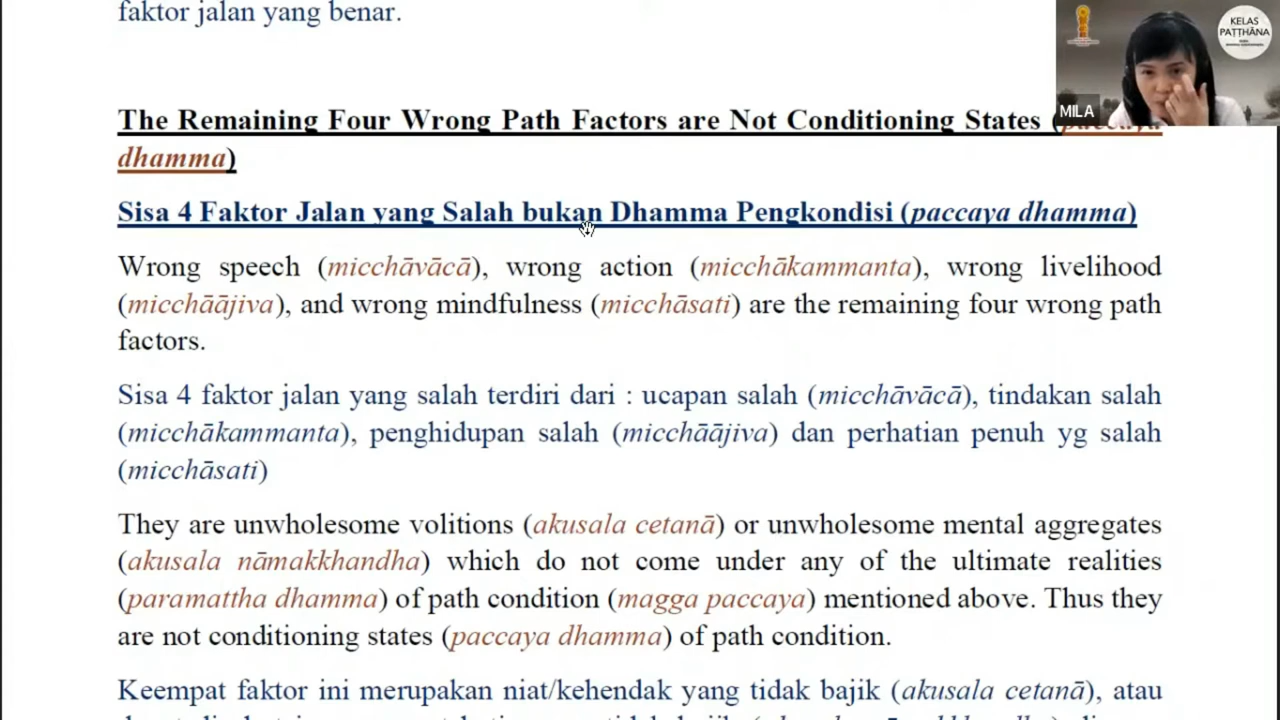 faktor jalan yang benar.
The Remaining Four Wrong Path Factors are Not Conditioning States (paccaya
dhamma)
Sisa 4 Faktor Jalan yang Salah bukan Dhamma Pengkondisi (paccaya dhamma)
Wrong speech (micchāvācā), wrong action (micchākammanta), wrong livelihood
(micchāājiva), and wrong mindfulness (micchāsati) are the remaining four wrong path
factors.
Sisa 4 faktor jalan yang salah terdiri dari : ucapan salah (micchāvācā), tindakan salah
(micchākammanta), penghidupan salah (micchāājiva) dan perhatian penuh yg salah
(micchāsati)
They are unwholesome volitions (akusala cetanā) or unwholesome mental aggregates
(akusala nāmakkhandha) which do not come under any of the ultimate realities
(paramattha dhamma) of path condition (magga paccaya) mentioned above. Thus they
are not conditioning states (paccaya dhamma) of path condition.
Keempat faktor ini merupakan niat/kehendak yang tidak bajik (akusala cetanā), atau
MILA
KELAS
PAṬṬHĀNA